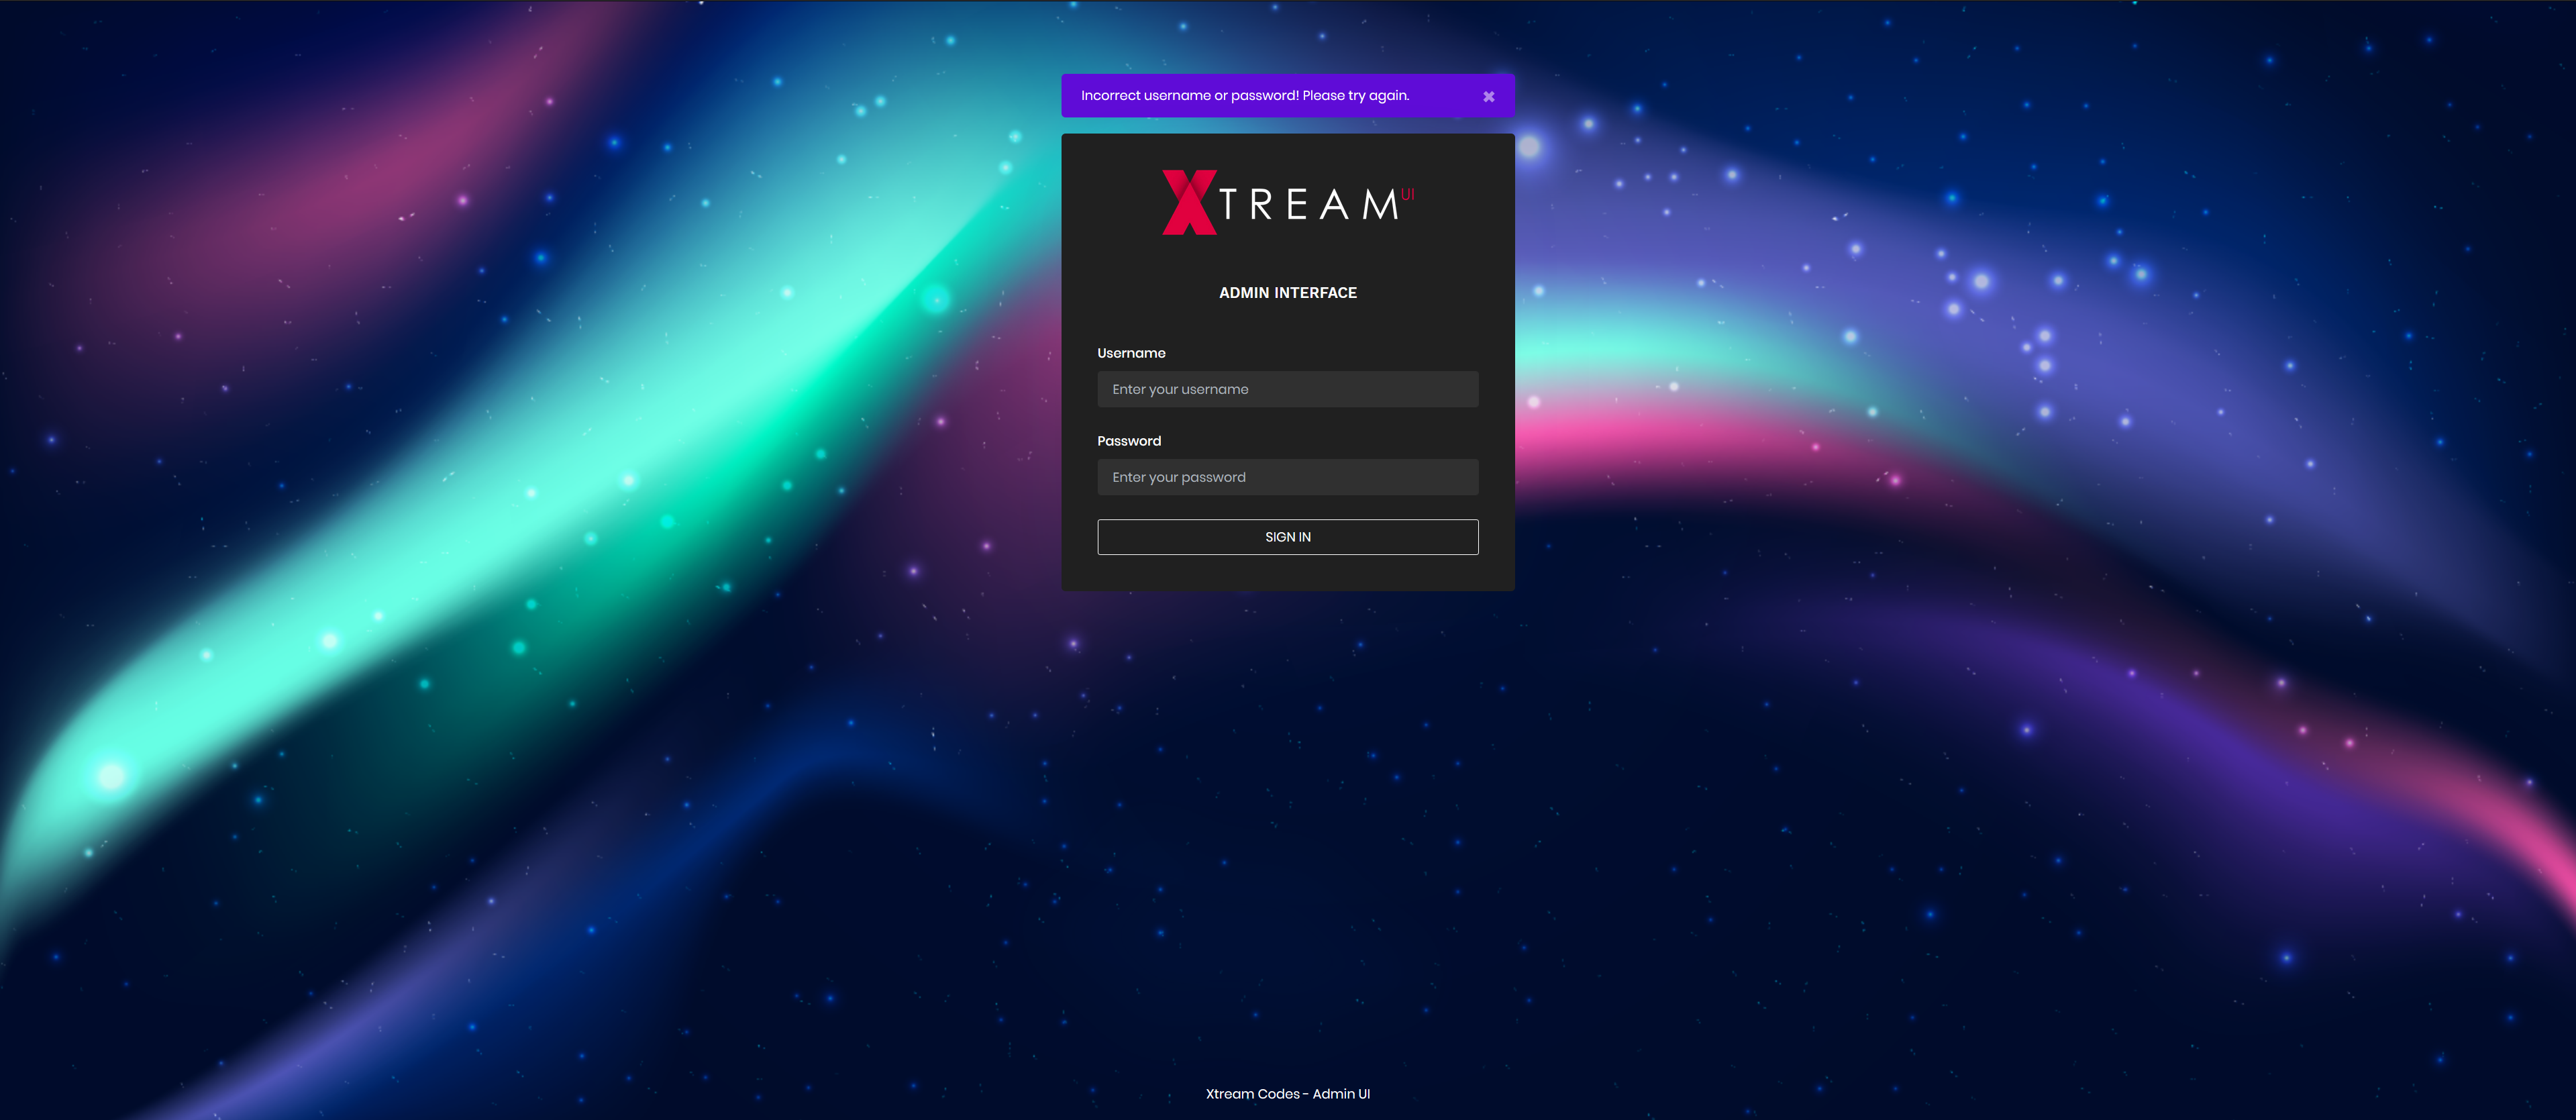 Incorrect username or password! Please try again. ✖
XTREAM UI
ADMIN INTERFACE
Username
Enter your username
Password
Enter your password
SIGN IN
Xtream Codes - Admin UI